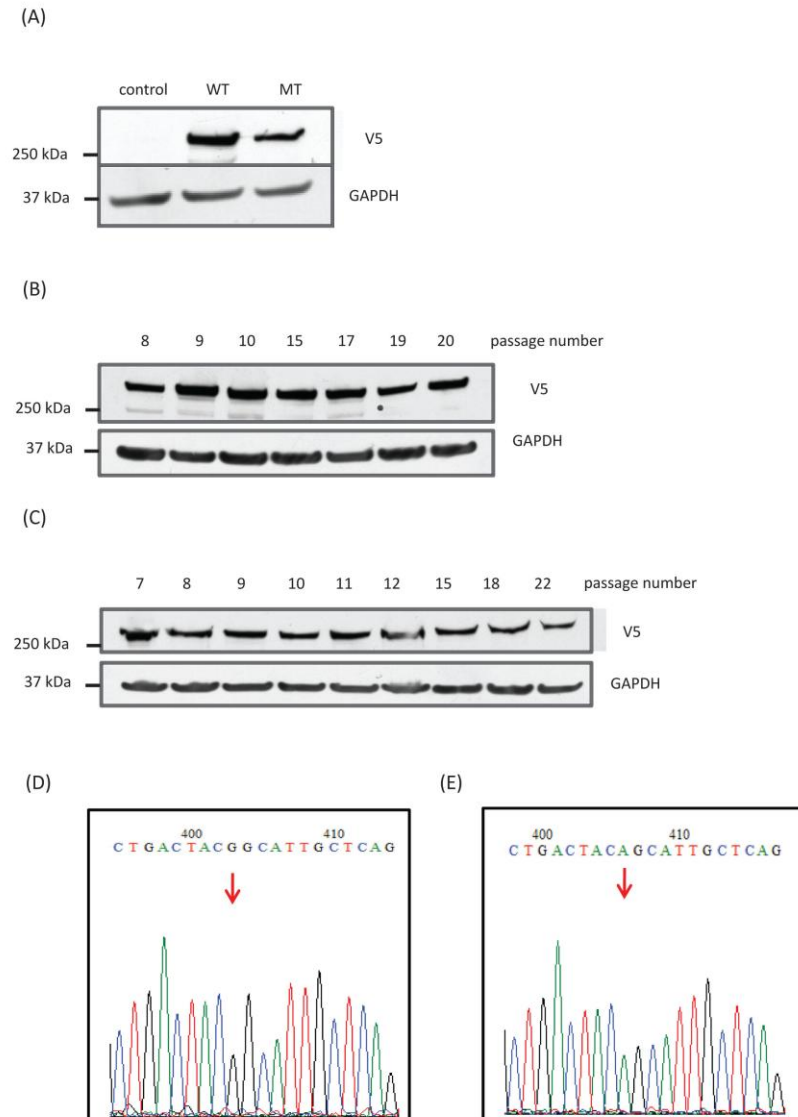 (A)
control WT MT
V5
250 kDa
37 kDa
GAPDH
(B)
8 9 10 15 17 19 20 passage number
V5
250 kDa
GAPDH
37 kDa
(C)
7 8 9 10 11 12 15 18 22 passage number
V5
250 kDa
37 kDa
GAPDH
(D)
400 410
CTGACTACGGCATTGCTCAG
(E)
400 410
CTGACTACAGCATTGCTCAG